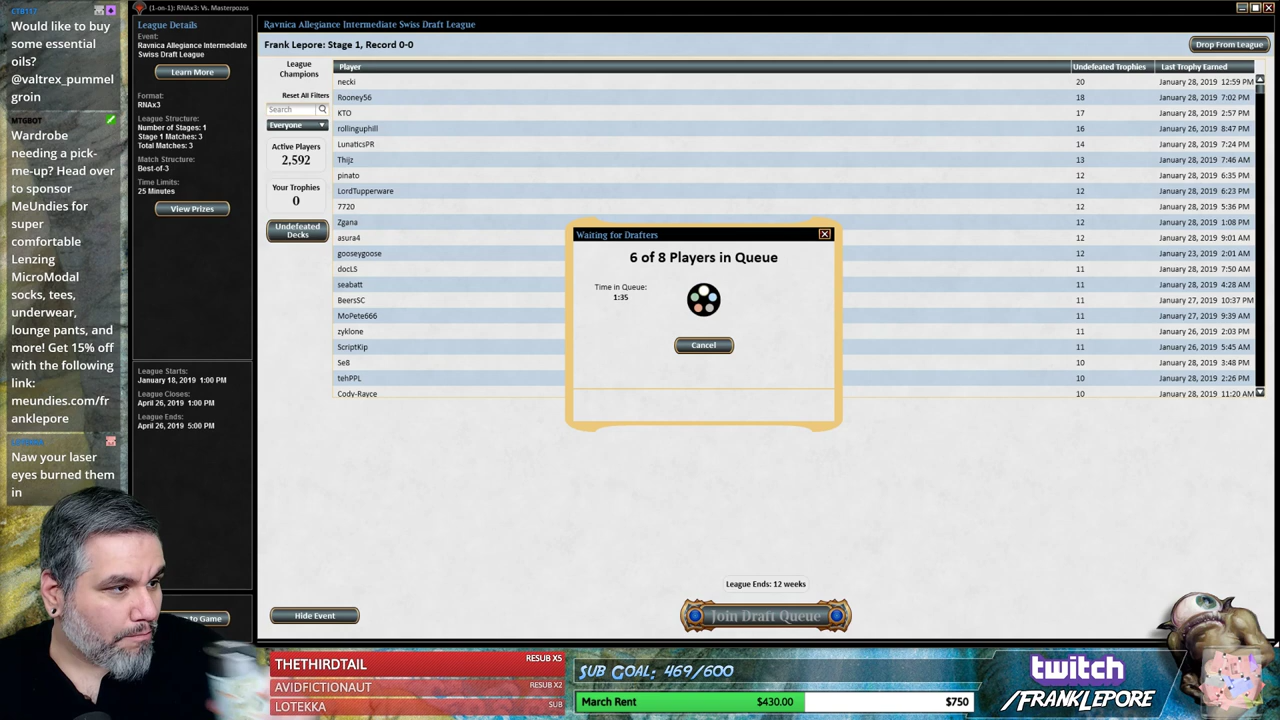 CTB117
Would like to buy
some essential
oils?
@valtrex_pummel
groin
MTGBOT
Wardrobe
needing a pick-
me-up? Head over
to sponsor
MeUndies for
super
comfortable
Lenzing
MicroModal
socks, tees,
underwear,
lounge pants, and
more! Get 15% off
with the following
link:
meundies.com/fr
anklepore
Naw your laser
eyes burned them
in
(1-on-1): RNAx3: Vs. Masterpozos
League Details
Event:
Ravnica Allegiance Intermediate
Swiss Draft League
Learn More
Format:
RNAx3
League Structure:
Number of Stages: 1
Stage 1 Matches: 3
Total Matches: 3
Match Structure:
Best-of-3
Time Limits:
25 Minutes
View Prizes
League Starts:
January 18, 2019 1:00 PM
League Closes:
April 26, 2019 1:00 PM
League Ends:
April 26, 2019 5:00 PM
to Game
Ravnica Allegiance Intermediate Swiss Draft League
Frank Lepore: Stage 1, Record 0-0
Drop From League
League
Champions
Reset All Filters
Search
Everyone
Active Players
2,592
Your Trophies
0
Undefeated
Decks
Player Undefeated Trophies Last Trophy Earned
necki 20 January 28, 2019 12:59 PM
Rooney56 18 January 28, 2019 7:02 PM
KTO 17 January 28, 2019 2:57 PM
rollinguphill 16 January 26, 2019 8:47 PM
LunaticsPR 14 January 28, 2019 7:24 PM
Thijz 13 January 28, 2019 7:46 AM
pinato 12 January 28, 2019 6:35 PM
LordTupperware 12 January 28, 2019 6:23 PM
7720 12 January 28, 2019 5:36 PM
Zgana 12 January 28, 2019 1:08 PM
asura4 12 January 28, 2019 9:01 AM
gooseygoose 12 January 23, 2019 2:01 AM
docLS 11 January 28, 2019 7:50 AM
seabatt 11 January 28, 2019 4:28 AM
BeersSC 11 January 27, 2019 10:37 PM
MoPete666 11 January 27, 2019 9:39 AM
zyklone 11 January 26, 2019 2:03 PM
ScriptKip 11 January 26, 2019 5:45 AM
Se8 10 January 28, 2019 3:48 PM
tehPPL 10 January 28, 2019 2:26 PM
Cody-Rayce 10 January 28, 2019 11:20 AM
Waiting for Drafters
6 of 8 Players in Queue
Time in Queue:
1:35
Cancel
League Ends: 12 weeks
Hide Event
Join Draft Queue
THETHIRDTAIL RESUB X5
AVIDFICTIONAUT RESUB X2
LOTEKKA SUB
SUB GOAL: 469/600
March Rent $430.00 $750
twitch
/FRANKLEPORE